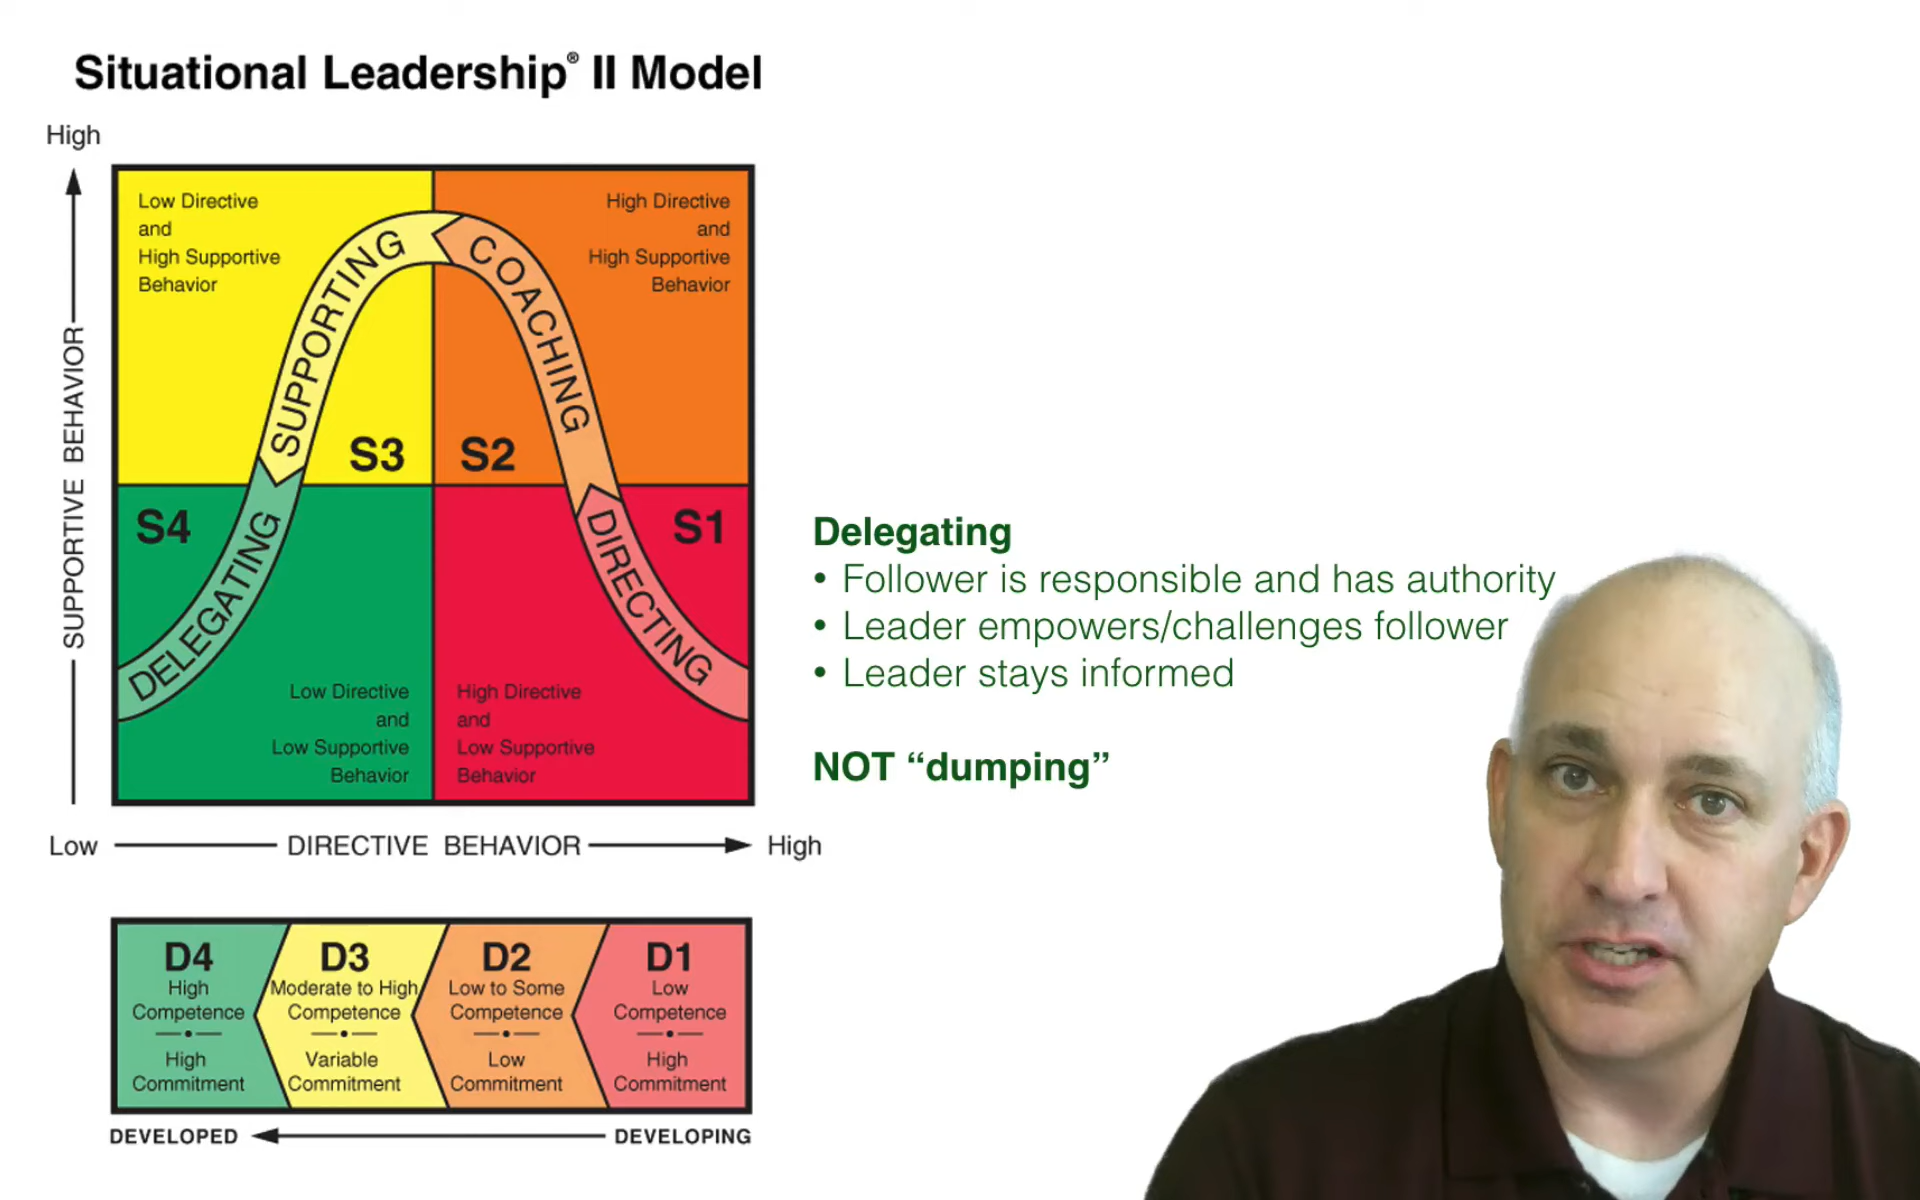 Situational Leadership® II Model
High
Low Directive
and
High Supportive
Behavior
High Directive
and
High Supportive
Behavior
SUPPORTING
COACHING
S3
S2
S4
S1
DELEGATING
DIRECTING
Low Directive
and
Low Supportive
Behavior
High Directive
and
Low Supportive
Behavior
SUPPORTIVE BEHAVIOR
Low
DIRECTIVE BEHAVIOR
High
Delegating
• Follower is responsible and has authority
• Leader empowers/challenges follower
• Leader stays informed
NOT “dumping”
D4
High
Competence
High
Commitment
D3
Moderate to High
Competence
Variable
Commitment
D2
Low to Some
Competence
Low
Commitment
D1
Low
Competence
High
Commitment
DEVELOPED
DEVELOPING